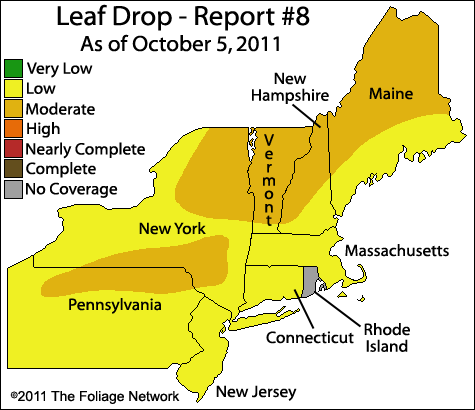 Leaf Drop - Report #8
As of October 5, 2011
Very Low
Low
Moderate
High
Nearly Complete
Complete
No Coverage
New
Hampshire
Maine
Vermont
New York
Massachusetts
Pennsylvania
Connecticut
Rhode
Island
New Jersey
©2011 The Foliage Network